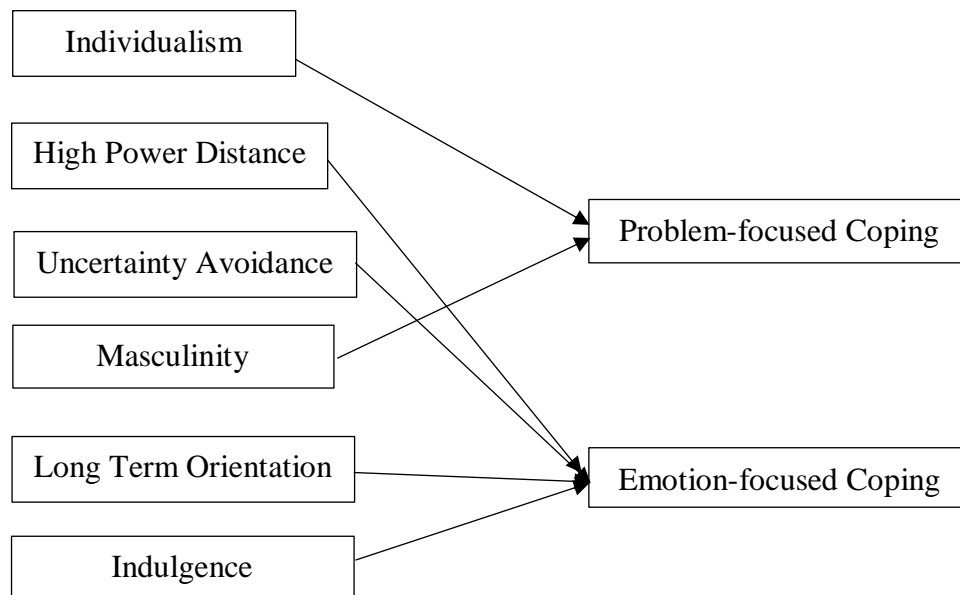 Individualism
High Power Distance
Uncertainty Avoidance
Masculinity
Long Term Orientation
Indulgence
Problem-focused Coping
Emotion-focused Coping